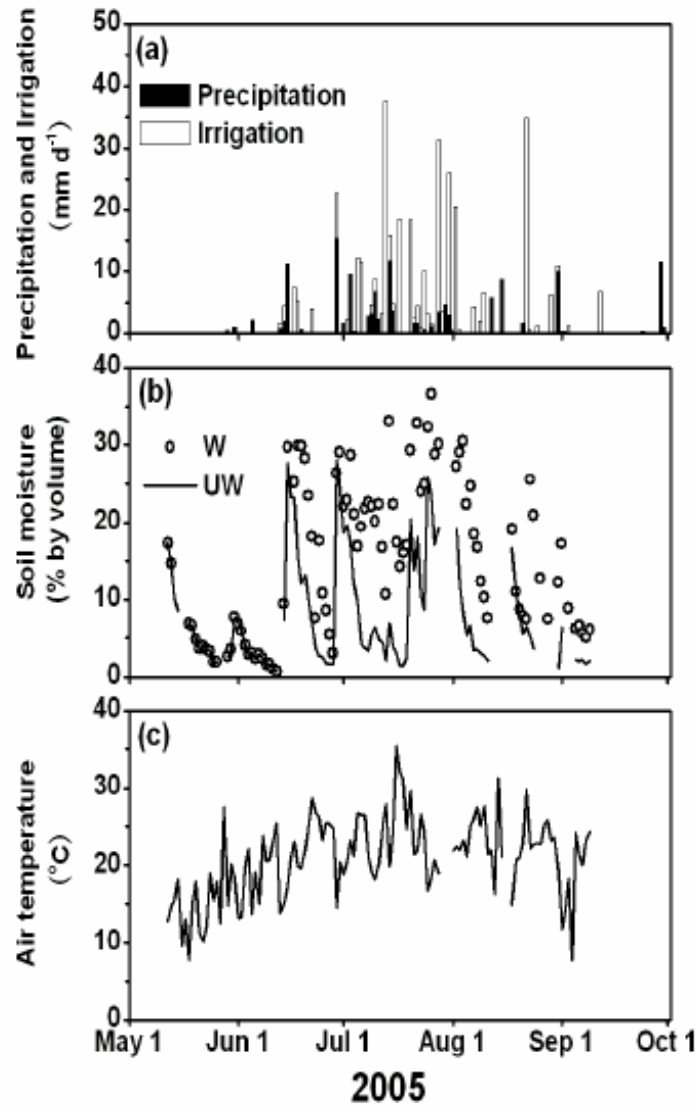 Precipitation and Irrigation
(mm d-1)
50
40
30
20
10
0
(a)
Precipitation
Irrigation
Soil moisture
(% by volume)
40
30
20
10
0
(b)
W
UW
Air temperature
(°C)
40
30
20
10
0
(c)
May 1 Jun 1 Jul 1 Aug 1 Sep 1 Oct 1
2005